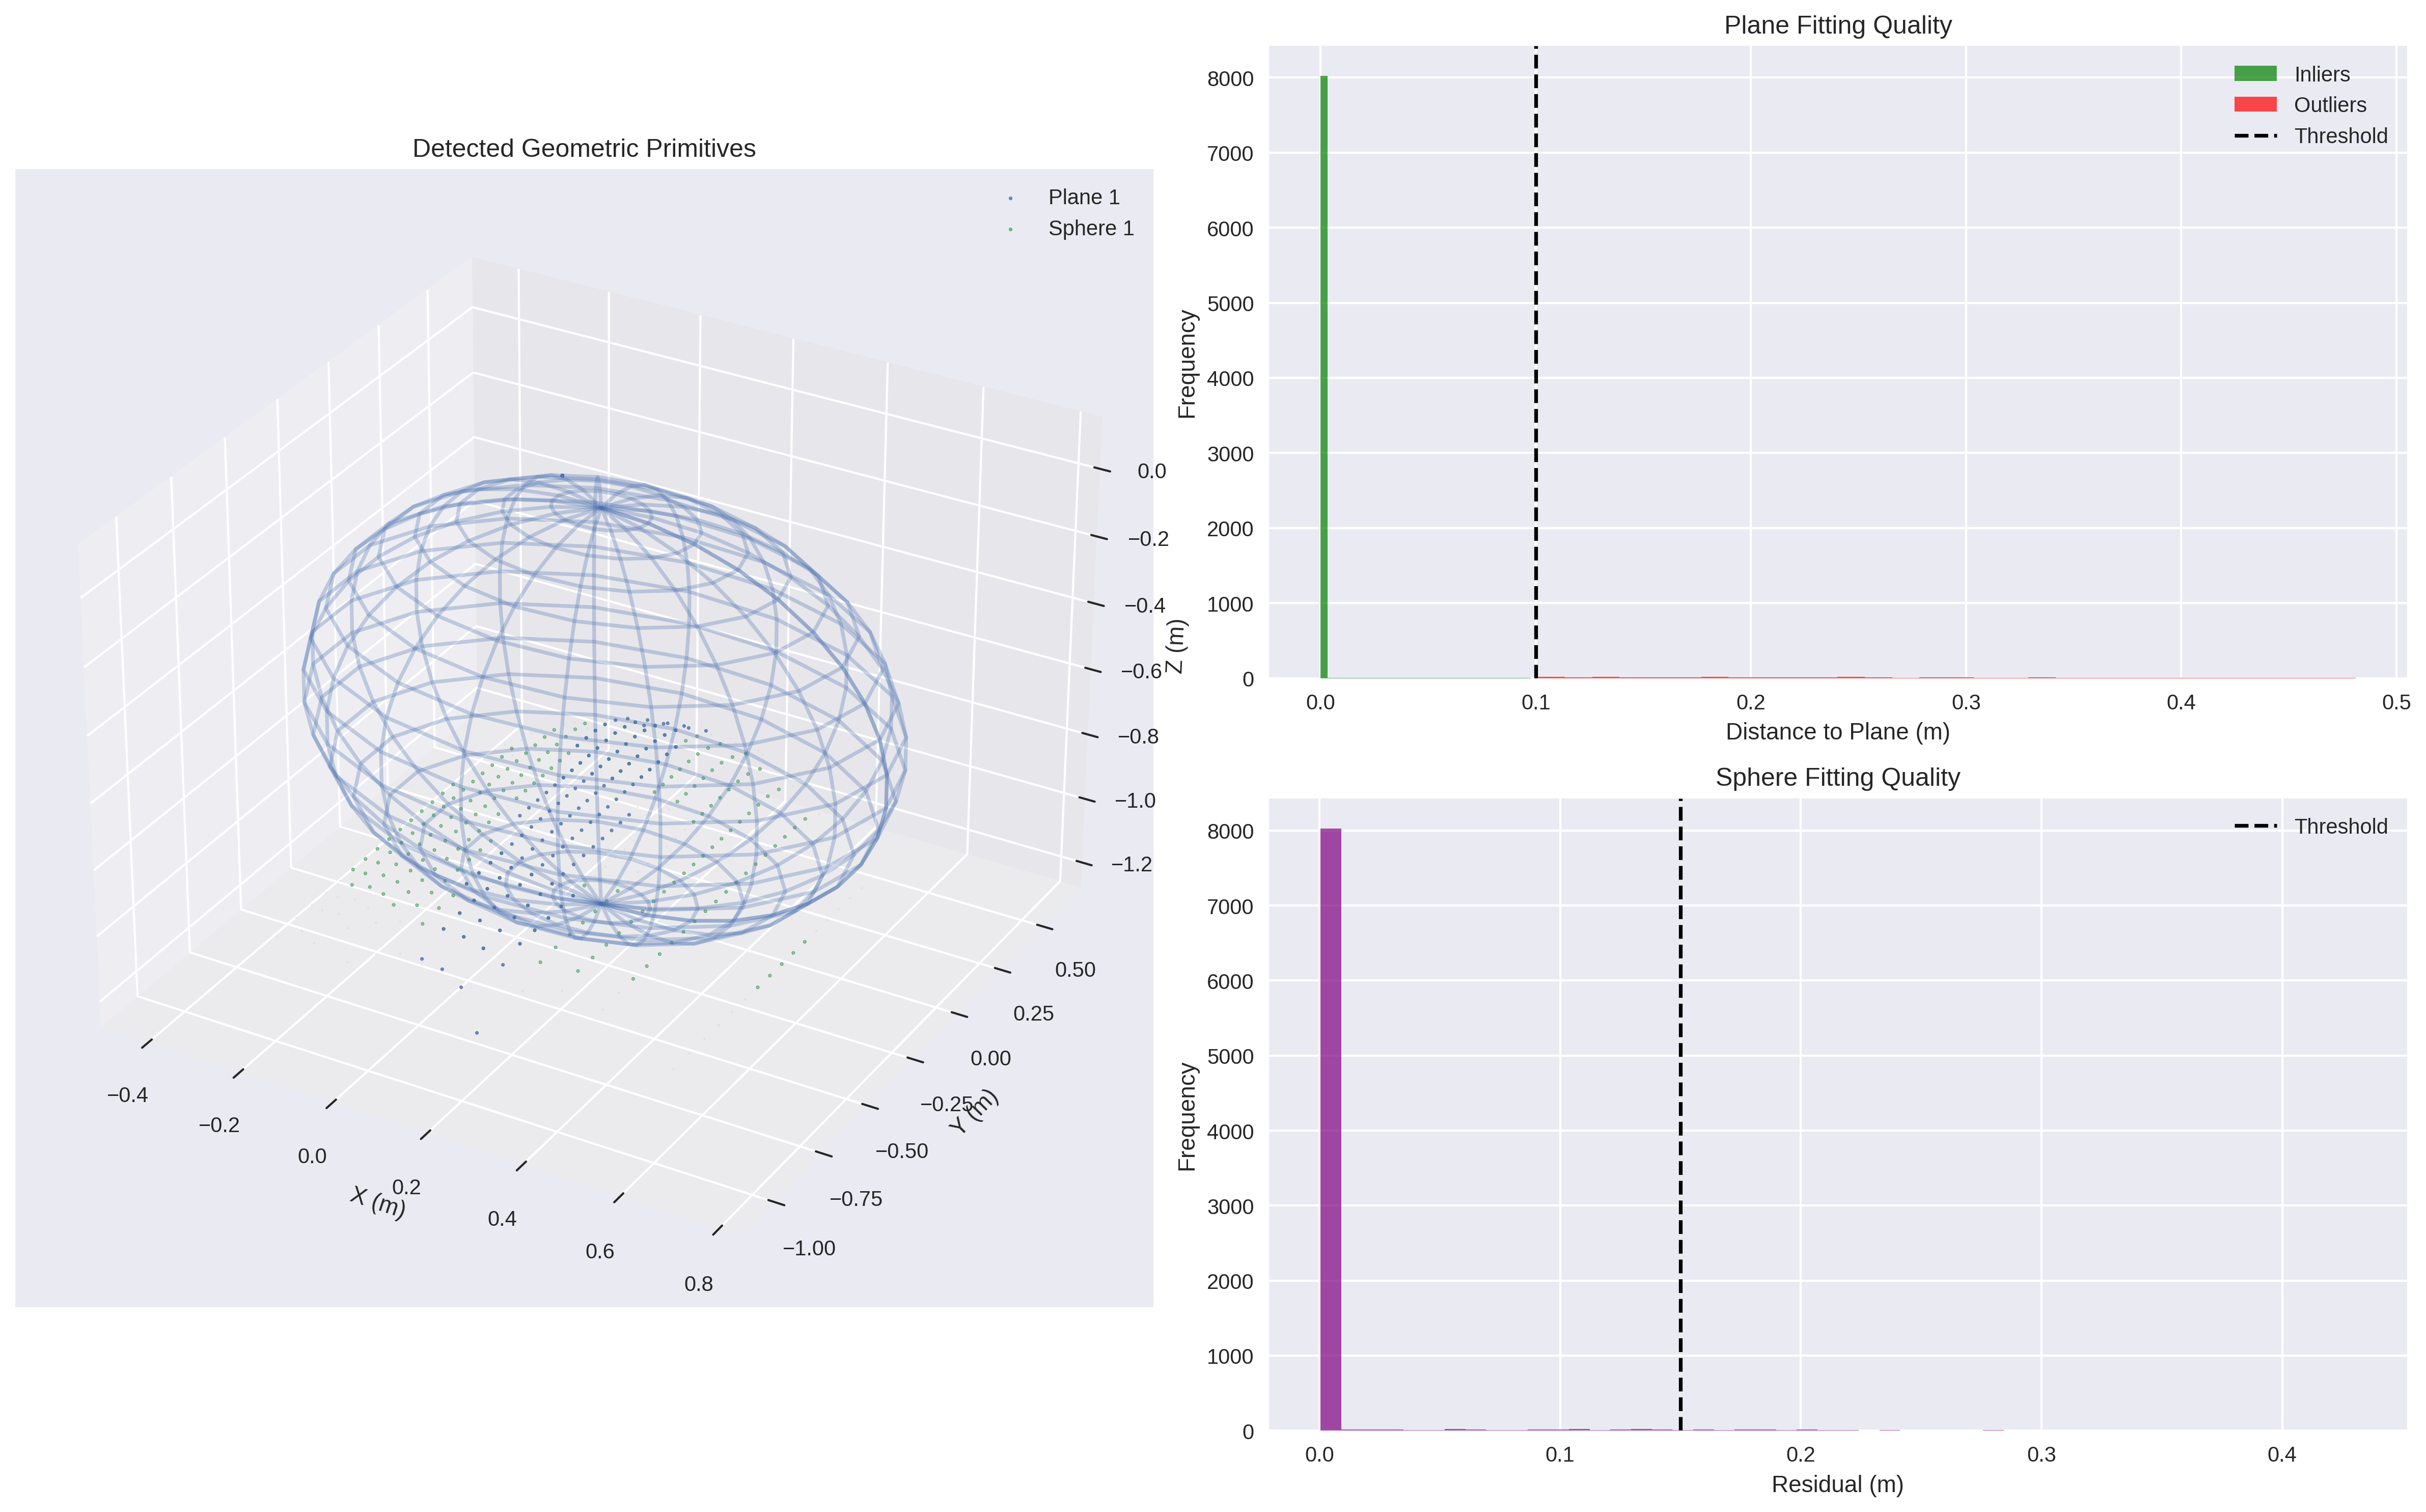 Detected Geometric Primitives
Plane 1
Sphere 1
0.0
−0.2
−0.4
−0.6
−0.8
−1.0
−1.2
Z (m)
0.50
0.25
0.00
−0.25
−0.50
−0.75
−1.00
Y (m)
−0.4
−0.2
0.0
0.2
0.4
0.6
0.8
X (m)
Plane Fitting Quality
Inliers
Outliers
Threshold
8000
7000
6000
5000
4000
3000
2000
1000
0
Frequency
0.0 0.1 0.2 0.3 0.4 0.5
Distance to Plane (m)
Sphere Fitting Quality
Threshold
8000
7000
6000
5000
4000
3000
2000
1000
0
Frequency
0.0 0.1 0.2 0.3 0.4
Residual (m)